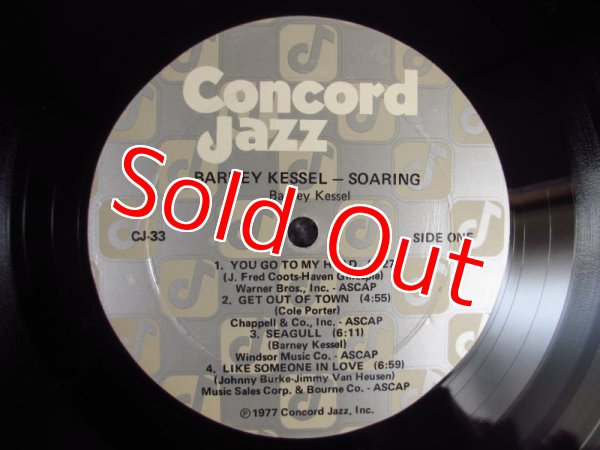 Concord
Jazz
BARNEY KESSEL – SOARING
Barney Kessel
Sold Out
CJ-33
SIDE ONE
1. YOU GO TO MY HEAD
(J. Fred Coots-Haven Gillespie)
Warner Bros., Inc. - ASCAP
2. GET OUT OF TOWN (4:55)
(Cole Porter)
Chappell & Co., Inc. - ASCAP
3. SEAGULL (6:11)
(Barney Kessel)
Windsor Music Co. - ASCAP
4. LIKE SOMEONE IN LOVE (6:59)
(Johnny Burke-Jimmy Van Heusen)
Music Sales Corp. & Bourne Co. - ASCAP
℗ 1977 Concord Jazz, Inc.